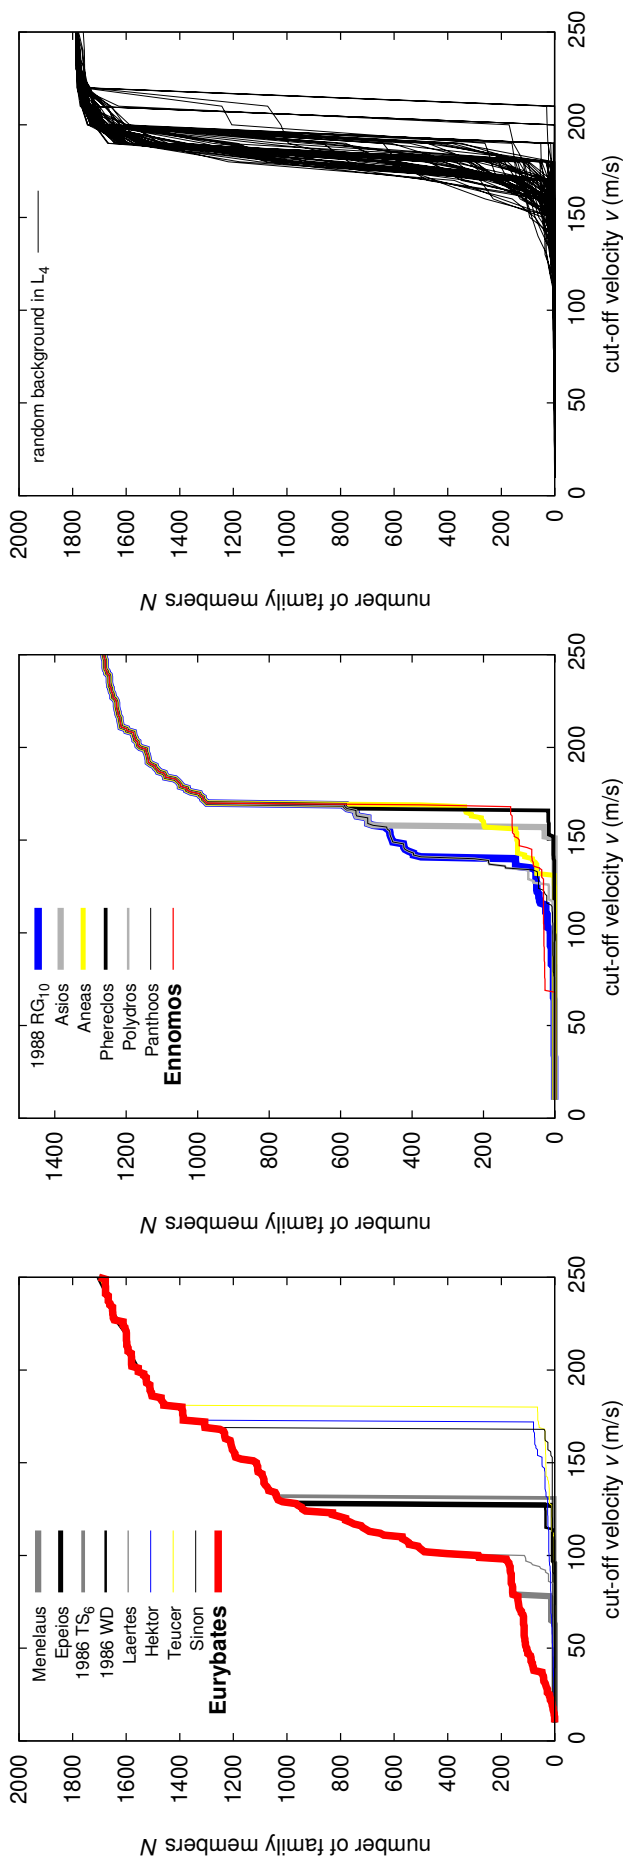 2000
1800
1600
1400
1200
1000
800
600
400
200
0
0
50
100
150
200
250
number of family members N
cut-off velocity v (m/s)
Menelaus
Epeios
1986 TS6
1986 WD
Laertes
Hektor
Teucer
Sinon
Eurybates
1400
1200
1000
800
600
400
200
0
0
50
100
150
200
250
number of family members N
cut-off velocity v (m/s)
1988 RG10
Asios
Aneas
Phereclos
Polydros
Panthoos
Ennomos
2000
1800
1600
1400
1200
1000
800
600
400
200
0
0
50
100
150
200
250
number of family members N
cut-off velocity v (m/s)
random background in L4